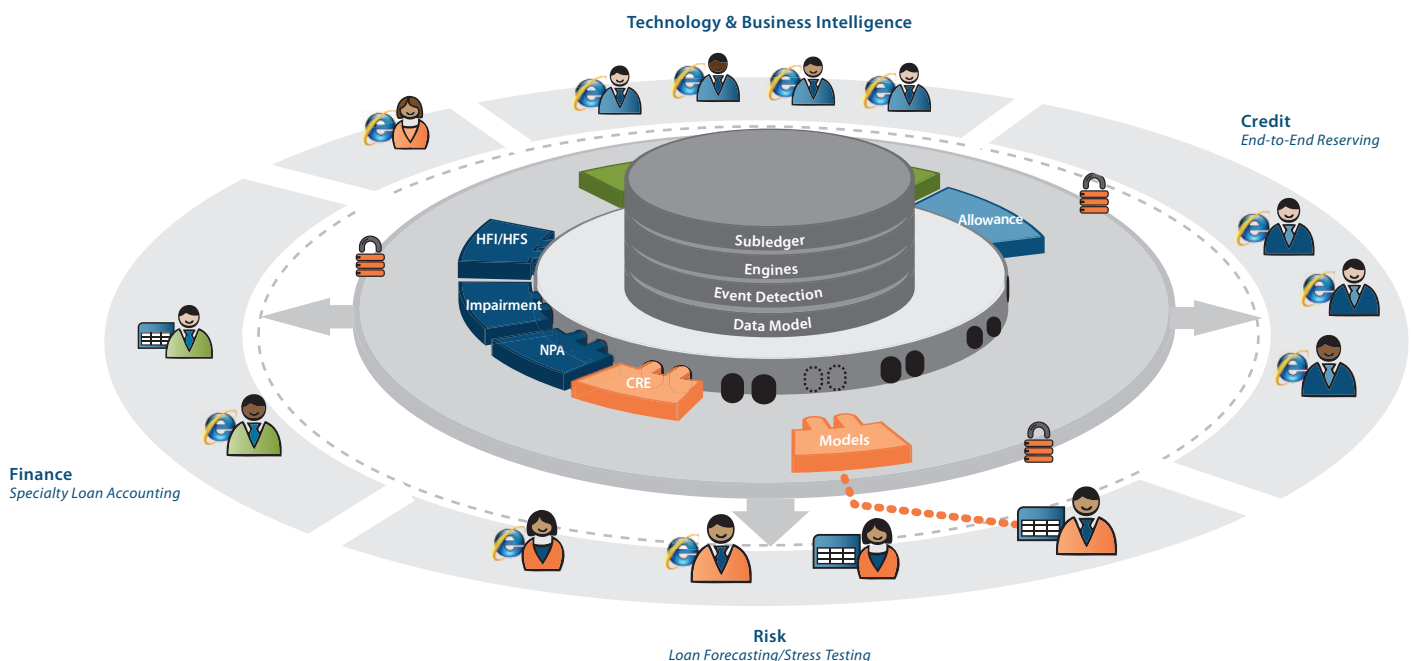 Technology & Business Intelligence
Credit
End-to-End Reserving
Allowance
HFI/HFS
Subledger
Engines
Event Detection
Data Model
Impairment
NPA
CRE
Models
Finance
Specialty Loan Accounting
Risk
Loan Forecasting/Stress Testing